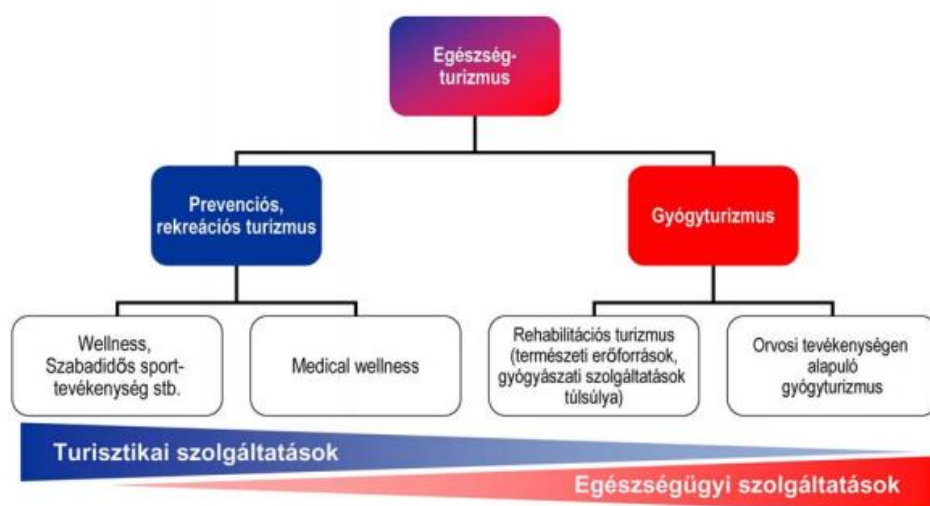 Egészség-
turizmus
Prevenciós,
rekreációs turizmus
Gyógyturizmus
Wellness,
Szabadidős sport-
tevékenység stb.
Medical wellness
Rehabilitációs turizmus
(természeti erőforrások,
gyógyászati szolgáltatások
túlsúlya)
Orvosi tevékenységen
alapuló
gyógyturizmus
Turisztikai szolgáltatások
Egészségügyi szolgáltatások